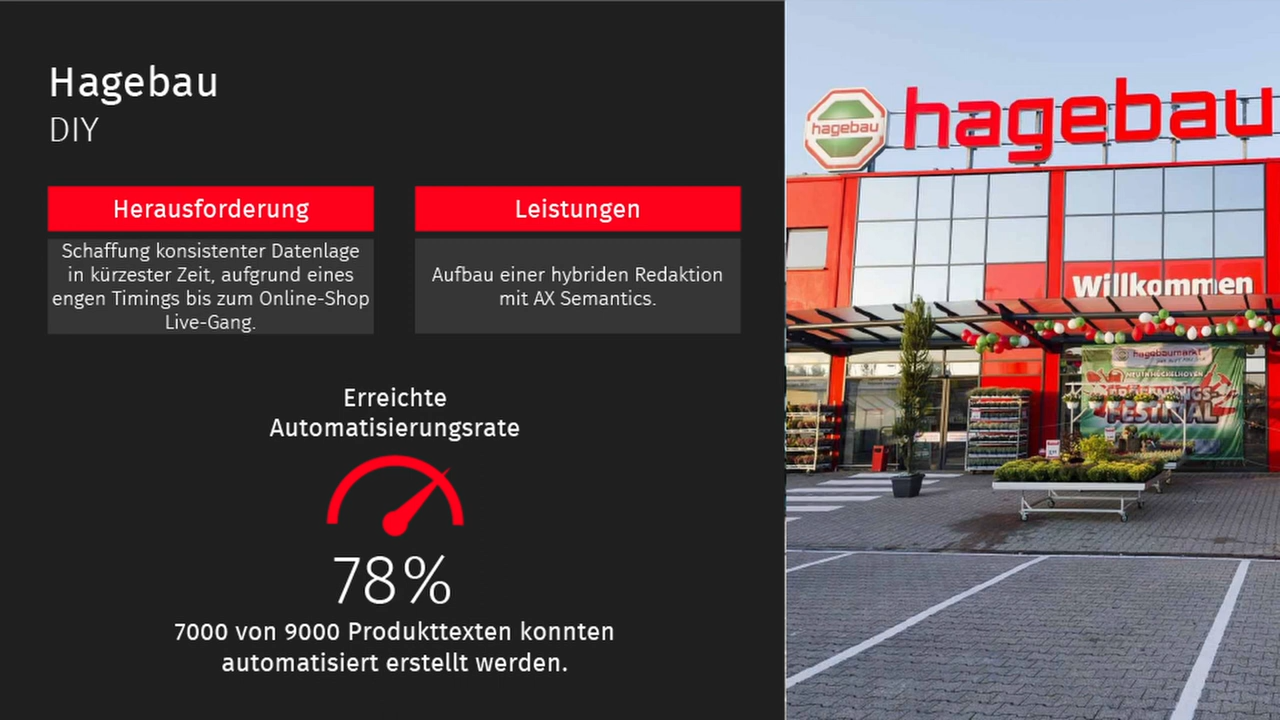 Hagebau
DIY
Herausforderung
Schaffung konsistenter Datenlage
in kürzester Zeit, aufgrund eines
engen Timings bis zum Online-Shop
Live-Gang.
Leistungen
Aufbau einer hybriden Redaktion
mit AX Semantics.
Erreichte
Automatisierungsrate
78%
7000 von 9000 Produkttexten konnten
automatisiert erstellt werden.
hagebau
hagebau
Willkommen
hagebaumarkt
FESTIVAL